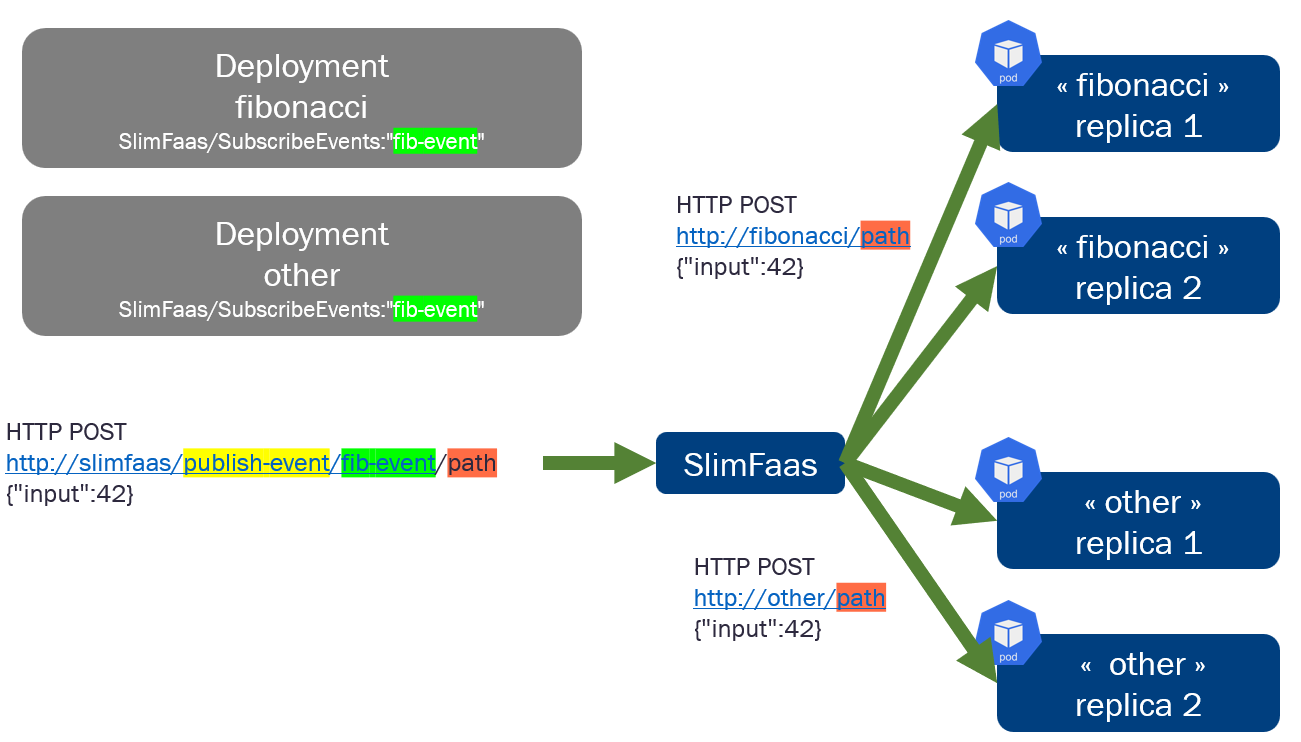 Deployment
fibonacci
SlimFaas/SubscribeEvents:"fib-event"
Deployment
other
SlimFaas/SubscribeEvents:"fib-event"
HTTP POST
http://slimfaas/publish-event/fib-event/path
{"input":42}
SlimFaas
HTTP POST
http://fibonacci/path
{"input":42}
HTTP POST
http://other/path
{"input":42}
pod
« fibonacci »
replica 1
pod
« fibonacci »
replica 2
pod
« other »
replica 1
pod
« other »
replica 2